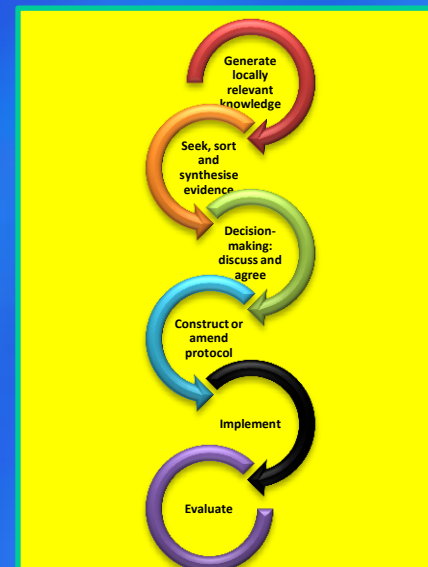 Generate
locally
relevant
knowledge
Seek, sort
and
synthesise
evidence
Decision-
making:
discuss and
agree
Construct or
amend
protocol
Implement
Evaluate